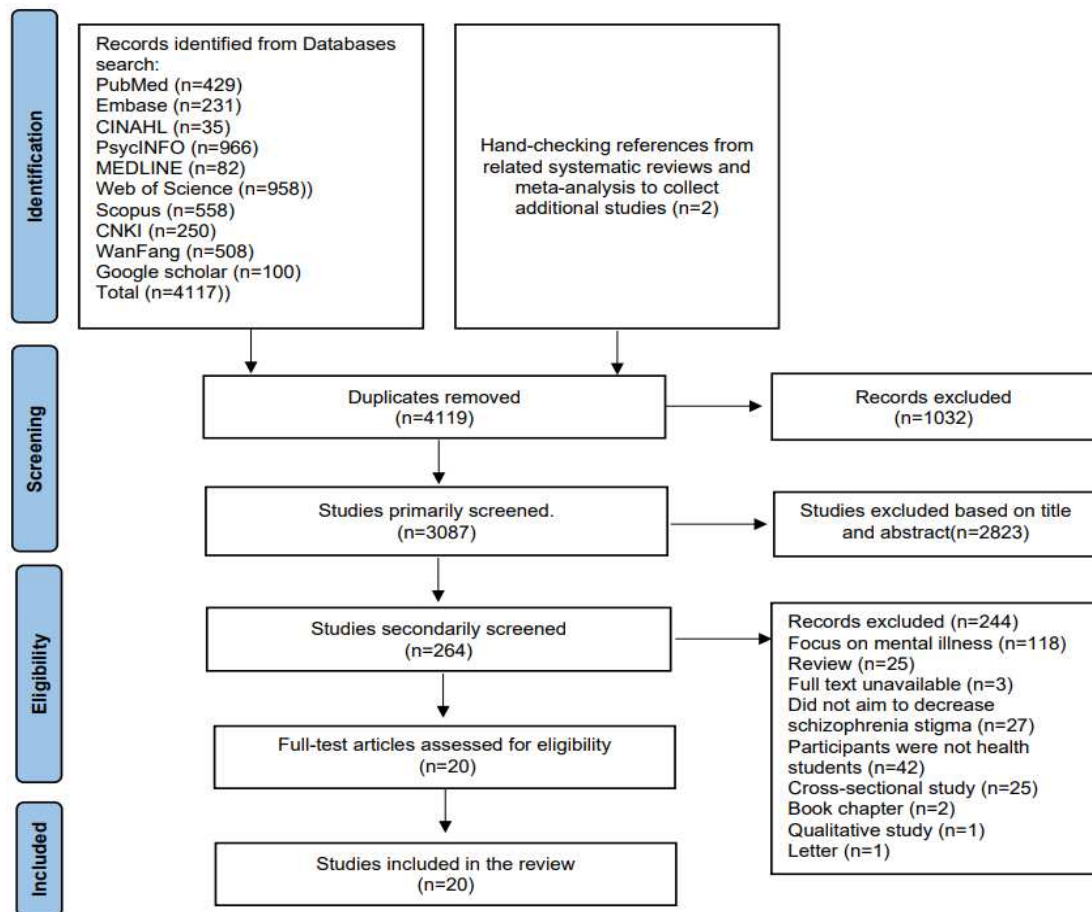 Identification
Records identified from Databases
search:
PubMed (n=429)
Embase (n=231)
CINAHL (n=35)
PsycINFO (n=966)
MEDLINE (n=82)
Web of Science (n=958))
Scopus (n=558)
CNKI (n=250)
WanFang (n=508)
Google scholar (n=100)
Total (n=4117))
Hand-checking references from
related systematic reviews and
meta-analysis to collect
additional studies (n=2)
Screening
Duplicates removed
(n=4119)
Records excluded
(n=1032)
Studies primarily screened.
(n=3087)
Studies excluded based on title
and abstract(n=2823)
Eligibility
Studies secondarily screened
(n=264)
Records excluded (n=244)
Focus on mental illness (n=118)
Review (n=25)
Full text unavailable (n=3)
Did not aim to decrease
schizophrenia stigma (n=27)
Participants were not health
students (n=42)
Cross-sectional study (n=25)
Book chapter (n=2)
Qualitative study (n=1)
Letter (n=1)
Full-test articles assessed for eligibility
(n=20)
Included
Studies included in the review
(n=20)